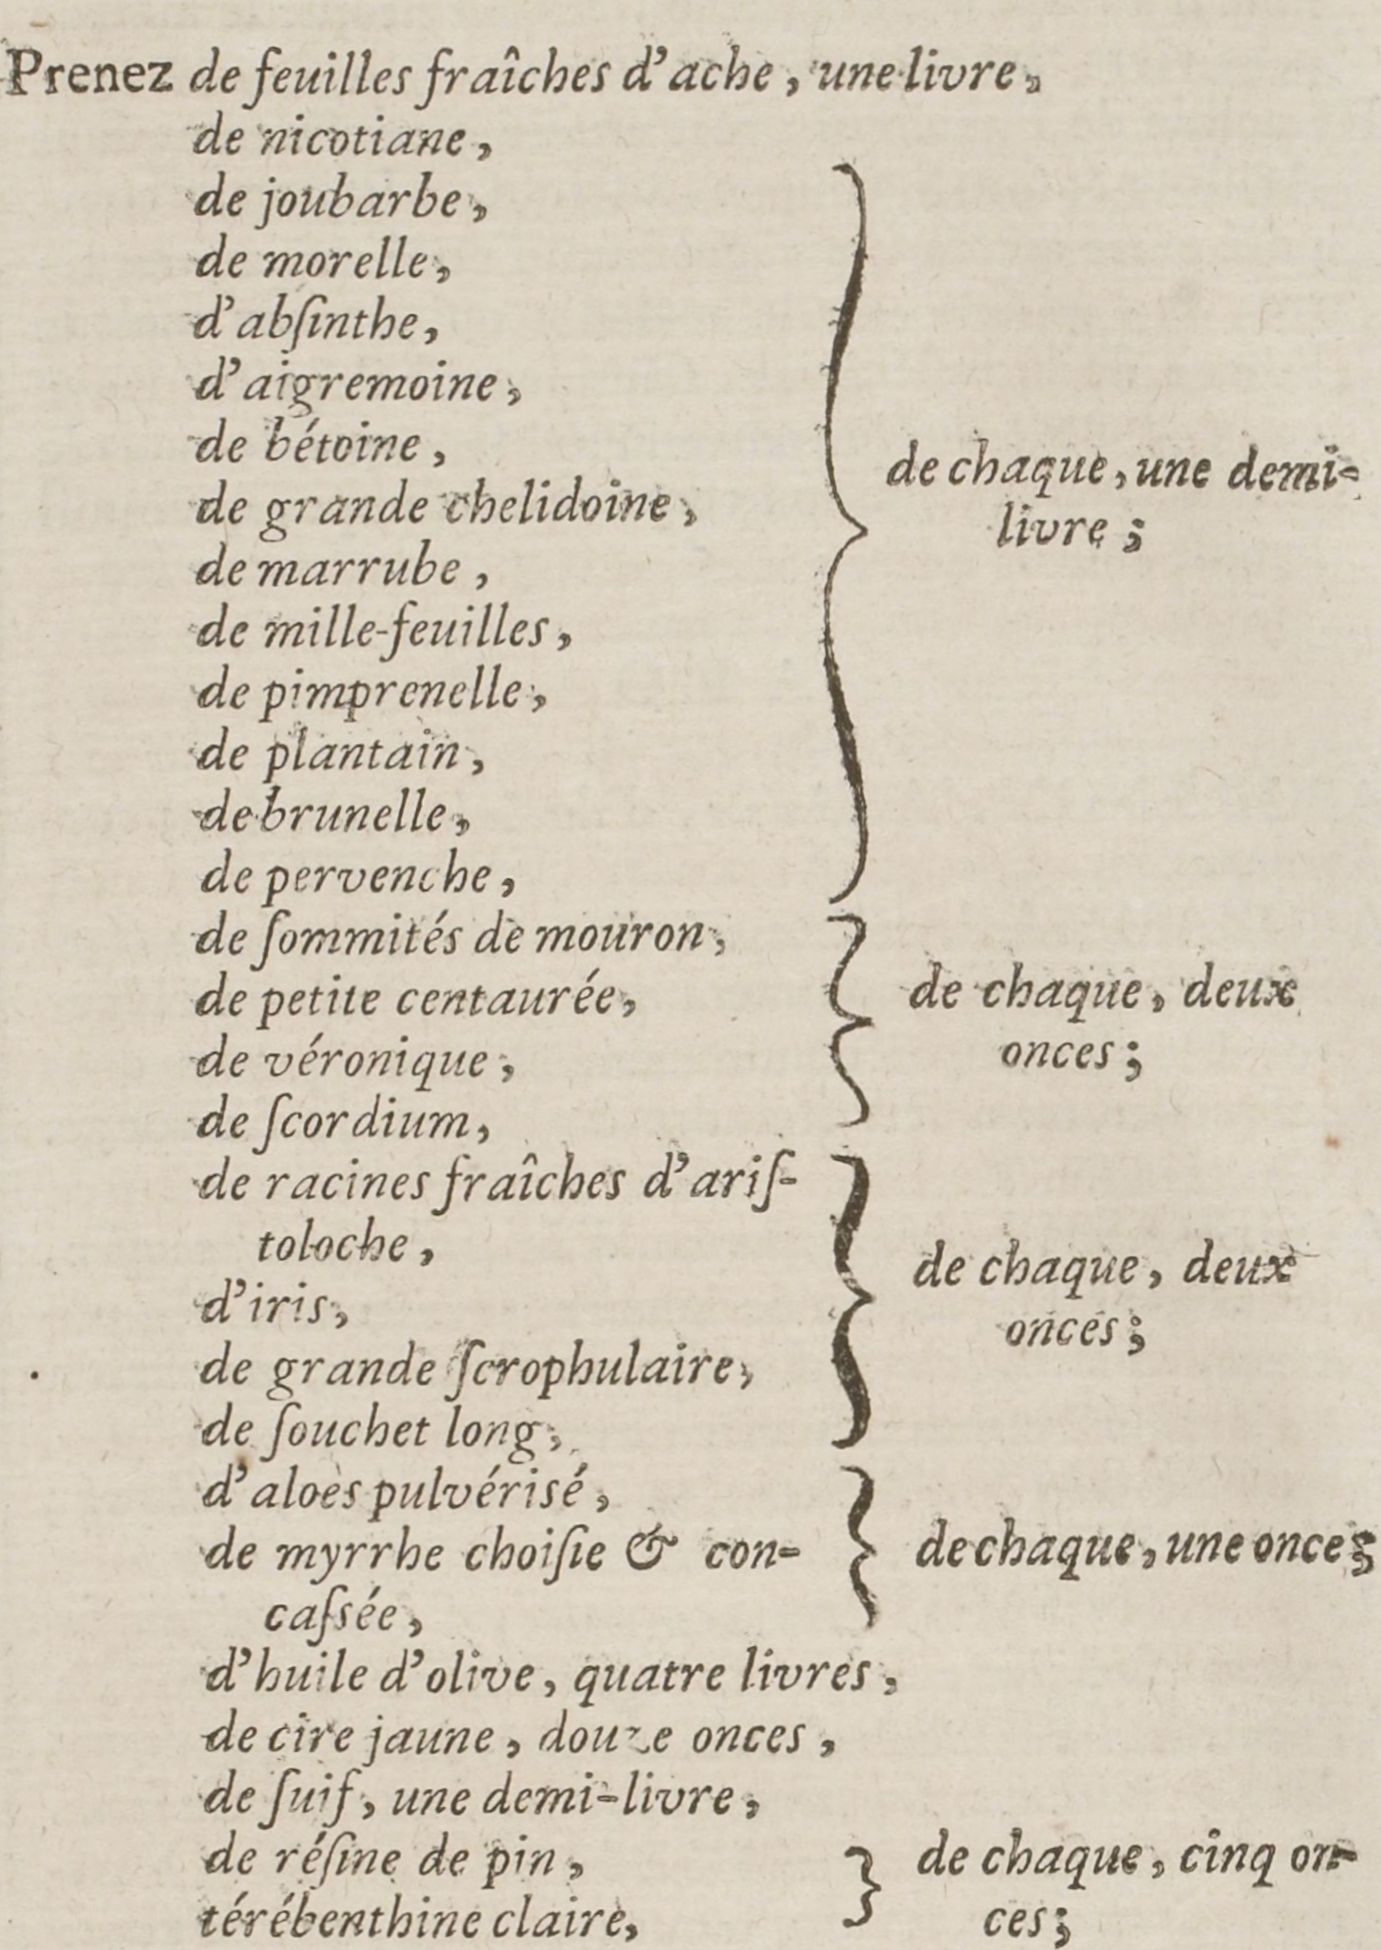 Prenez de feuilles fraîches d'ache, une livre,
de nicotiane,
de joubarbe,
de morelle,
d'abſinthe,
d'aigremoine,
de bétoine,
de grande chelidoine,
de marrube,
de mille-feuilles,
de pimprenelle,
de plantain,
de brunelle,
de pervenche,
de chaque, une demi-
livre;
de ſommités de mouron,
de petite centaurée,
de véronique,
de ſcordium,
de chaque, deux
onces;
de racines fraîches d'ariſ-
toloche,
d'iris,
de grande ſcrophulaire,
de ſouchet long,
de chaque, deux
onces;
d'aloès pulvérisé,
de myrrhe choiſie & con-
caſsée,
de chaque, une once;
d'huile d'olive, quatre livres,
de cire jaune, douze onces,
de ſuif, une demi-livre,
de réſine de pin,
térébenthine claire,
de chaque, cinq on-
ces;